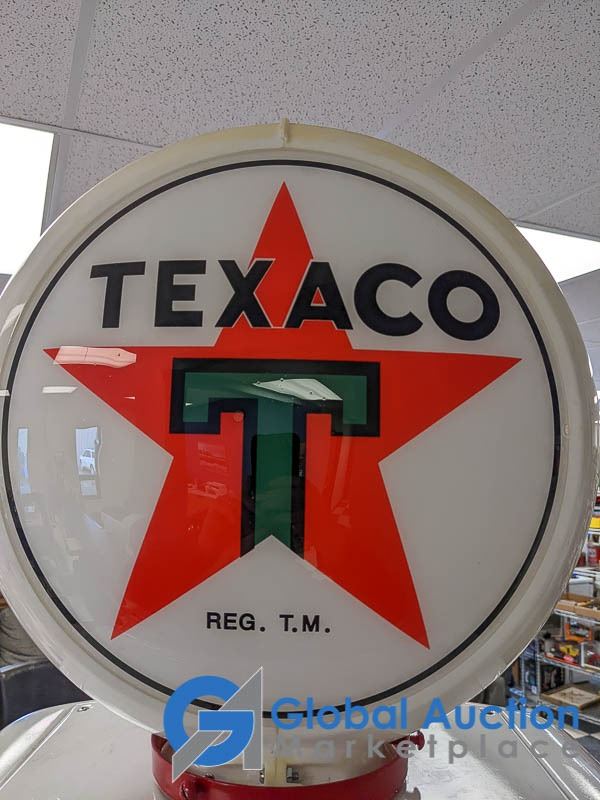 TEXACO
T
REG. T.M.
Global Auction
Marketplace